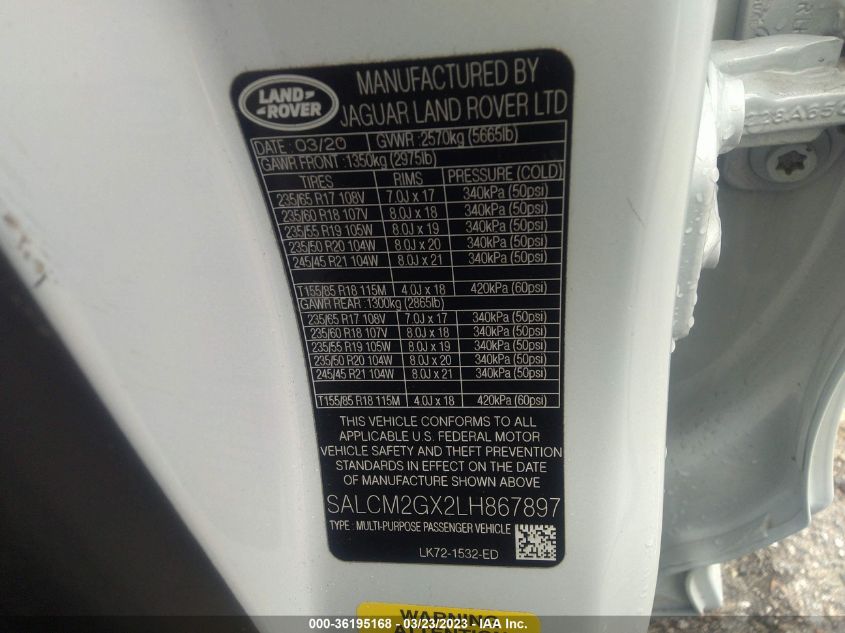 LAND-
-ROVER
MANUFACTURED BY
JAGUAR LAND ROVER LTD
DATE : 03/20 GVWR : 2570kg (5665lb)
GAWR FRONT : 1350kg (2975lb)
TIRES RIMS PRESSURE (COLD)
235/65 R17 108V 7.0J x 17 340kPa (50psi)
235/60 R18 107V 8.0J x 18 340kPa (50psi)
235/55 R19 105W 8.0J x 19 340kPa (50psi)
235/50 R20 104W 8.0J x 20 340kPa (50psi)
245/45 R21 104W 8.0J x 21 340kPa (50psi)
T155/85 R18 115M 4.0J x 18 420kPa (60psi)
GAWR REAR : 1300kg (2865lb)
235/65 R17 108V 7.0J x 17 340kPa (50psi)
235/60 R18 107V 8.0J x 18 340kPa (50psi)
235/55 R19 105W 8.0J x 19 340kPa (50psi)
235/50 R20 104W 8.0J x 20 340kPa (50psi)
245/45 R21 104W 8.0J x 21 340kPa (50psi)
T155/85 R18 115M 4.0J x 18 420kPa (60psi)
THIS VEHICLE CONFORMS TO ALL
APPLICABLE U.S. FEDERAL MOTOR
VEHICLE SAFETY AND THEFT PREVENTION
STANDARDS IN EFFECT ON THE DATE
OF MANUFACTURE SHOWN ABOVE
SALCM2GX2LH867897
TYPE : MULTI-PURPOSE PASSENGER VEHICLE
LK72-1532-ED
WARNING
ATTENTION
000-36195168 - 03/23/2023 - IAA Inc.